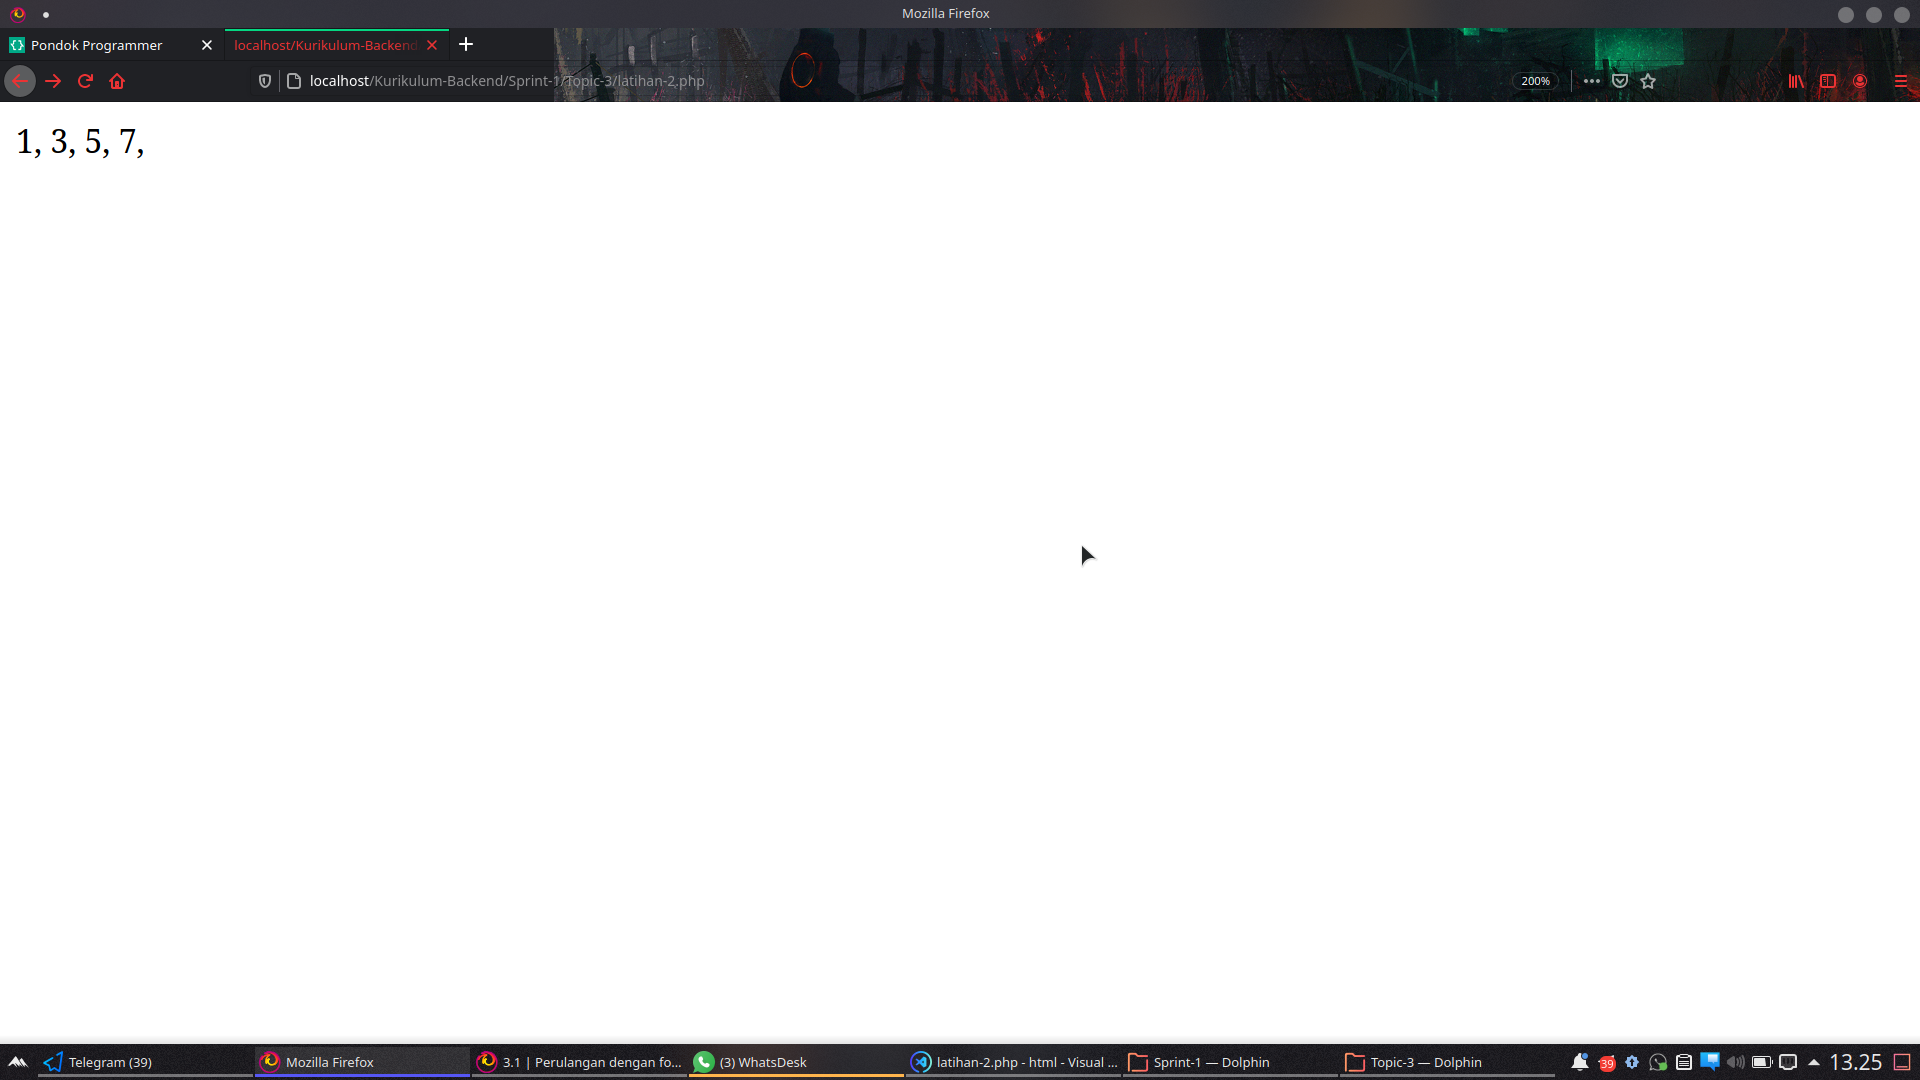 Mozilla Firefox
Pondok Programmer
localhost/Kurikulum-Backend
localhost/Kurikulum-Backend/Sprint-1/Topic-3/latihan-2.php
200%
1, 3, 5, 7,
Telegram (39)
Mozilla Firefox
3.1 | Perulangan dengan fo...
(3) WhatsDesk
latihan-2.php - html - Visual ...
Sprint-1 — Dolphin
Topic-3 — Dolphin
39
13.25